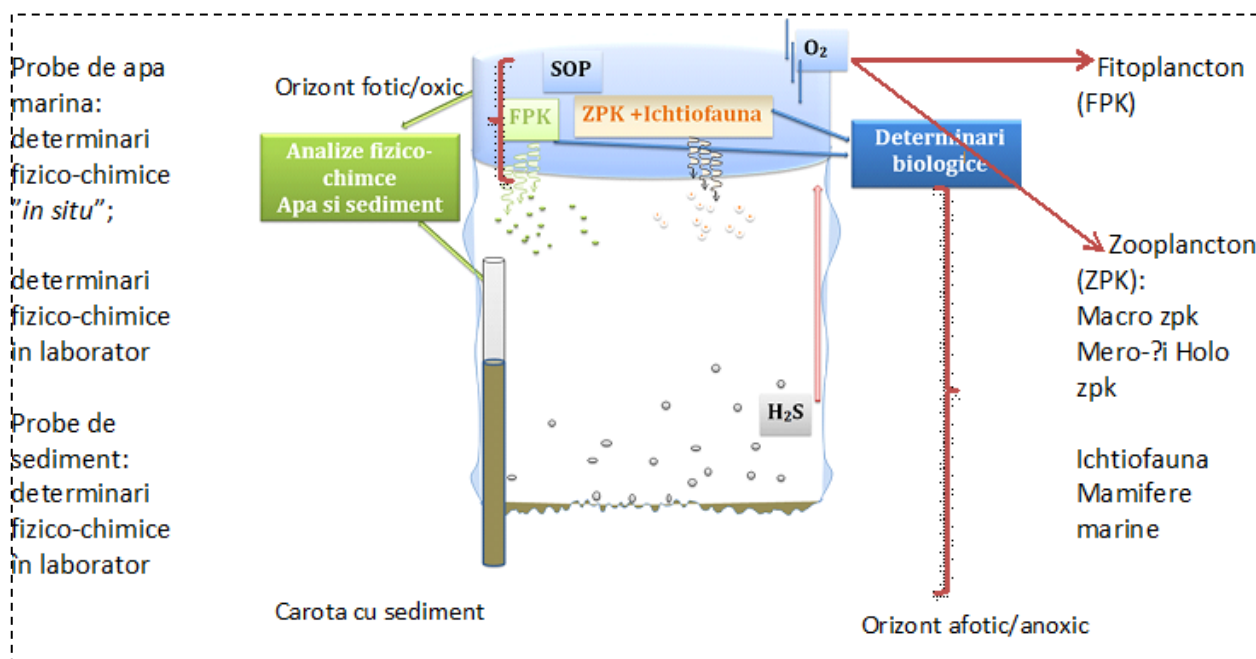 Probe de apa
marina:
determinari
fizico-chimice
"in situ";
determinari
fizico-chimice
in laborator
Probe de
sediment:
determinari
fizico-chimice
în laborator
Orizont fotic/oxic
Analize fizico-
chimce
Apa si sediment
SOP
FPK
ZPK +Ichtiofauna
O₂
H₂S
Carota cu sediment
Determinari
biologice
Orizont afotic/anoxic
Fitoplancton
(FPK)
Zooplancton
(ZPK):
Macro zpk
Mero-?i Holo
zpk
Ichtiofauna
Mamifere
marine